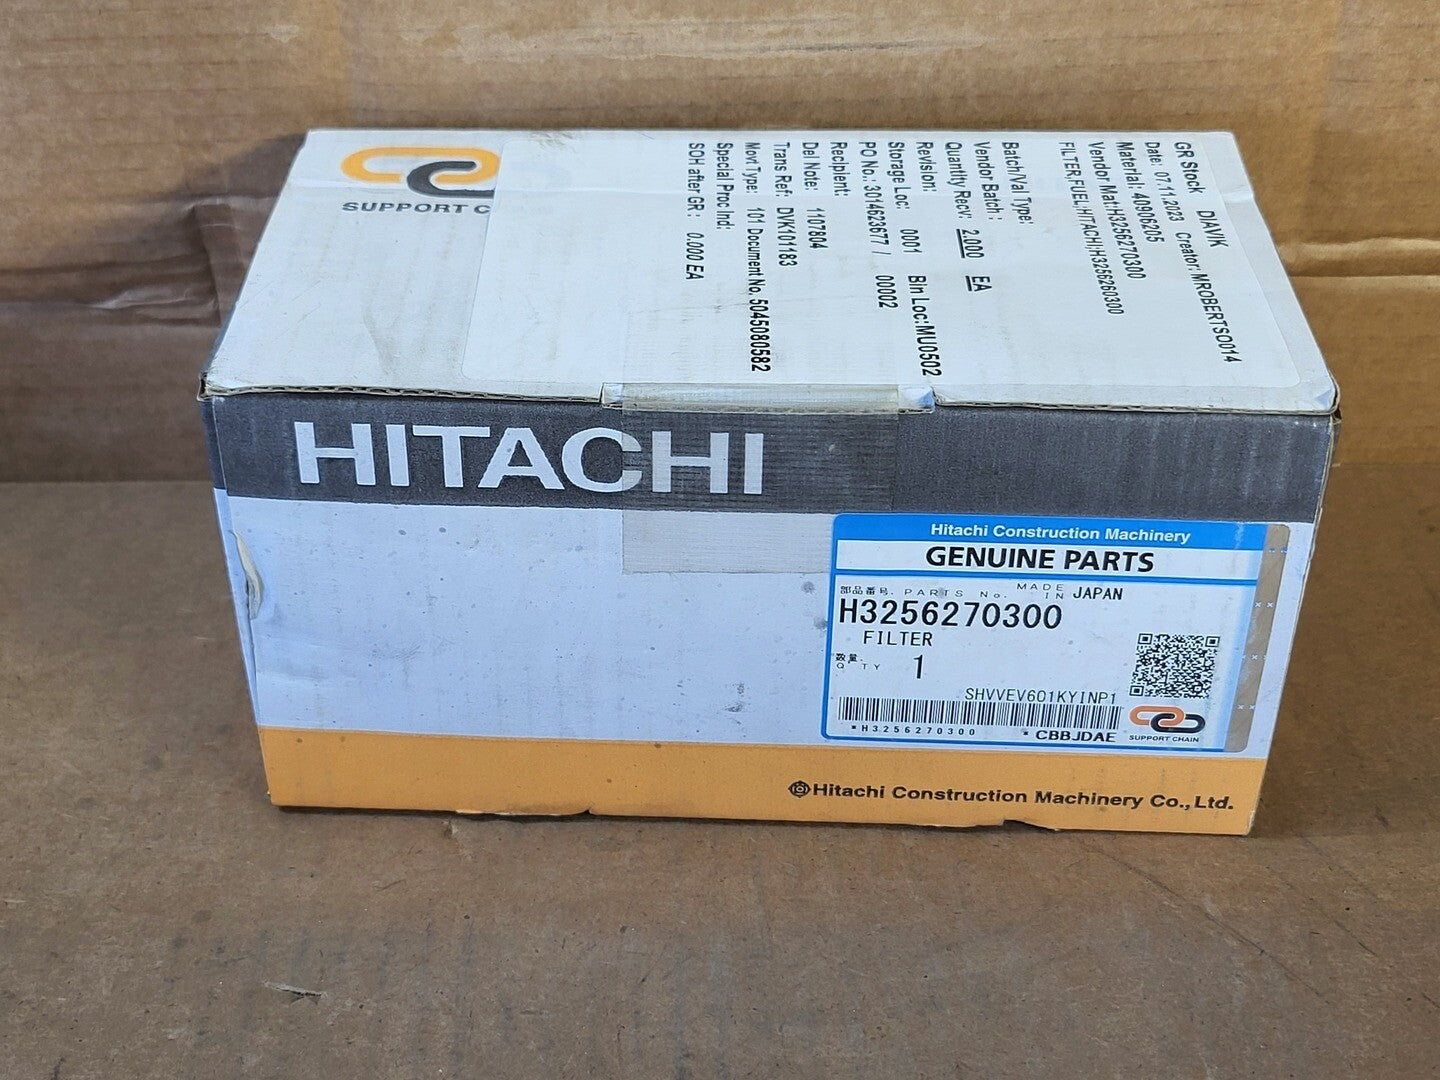 SUPPORT C
GR Stock DIAVIK
Date: 07.11.2023 Creator: MROBERTSO014
Material: 40906205
Vendor Mat:H3256270300
FILTER,FUEL;HITACHI;H3256260300
Batch/Val Type:
Vendor Batch :
Quantity Recv: 2.000 EA
Revision:
Storage Loc: 0001 Bin Loc:MU0502
PO No.: 3014623677 / 00002
Recipient:
Del Note: 1107804
Trans Ref: DVK101183
Movt Type: 101 Document No. 5045080582
Special Proc Ind:
SOH after GR : 0.000 EA
HITACHI
Hitachi Construction Machinery
GENUINE PARTS
部品番号. PARTS No. MADE IN JAPAN
H3256270300
FILTER
数量.
Q'TY 1
SHVVEV601KYINP1
*H3256270300 * CBBJDAE
SUPPORT CHAIN
Hitachi Construction Machinery Co., Ltd.